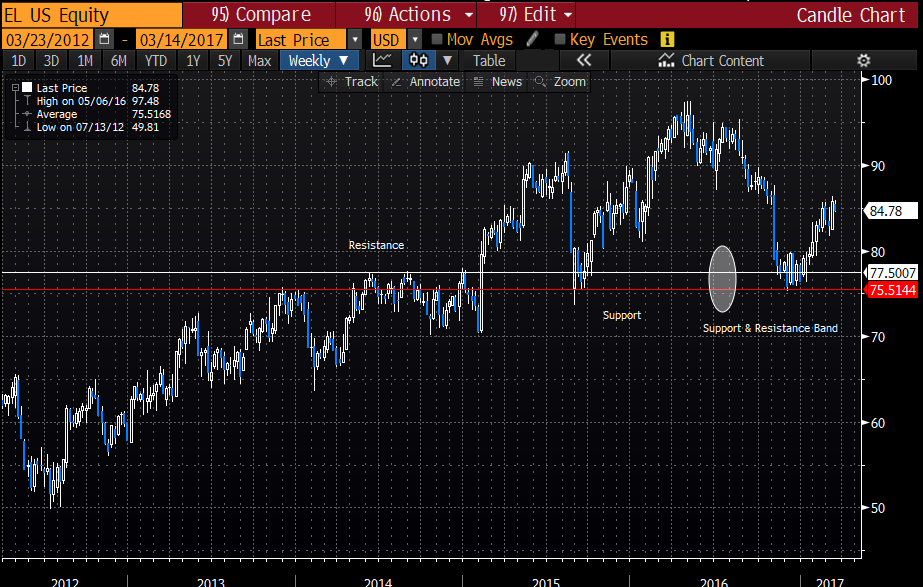 EL US Equity 95) Compare 96) Actions 97) Edit Candle Chart
03/23/2012 - 03/14/2017 Last Price USD Mov Avgs Key Events i
1D 3D 1M 6M YTD 1Y 5Y Max Weekly ▼ Table « Chart Content
Track Annotate News Zoom
Last Price 84.78
High on 05/06/16 97.48
Average 75.5168
Low on 07/13/12 49.81
100
90
84.78
Resistance
80
77.5007
75.5144
Support
Support & Resistance Band
70
60
50
2012 2013 2014 2015 2016 2017